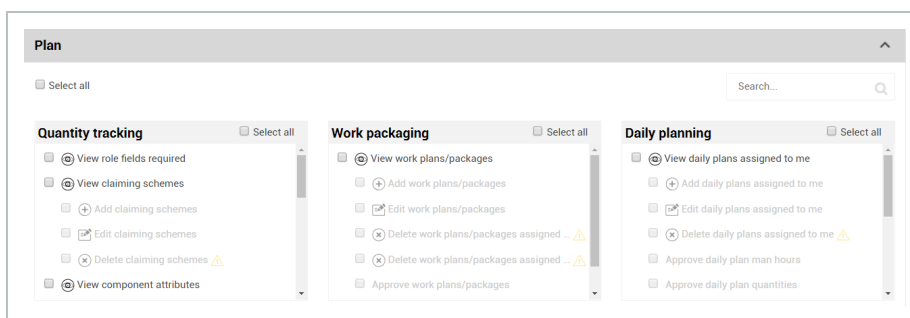 Plan
Select all
Search...
Quantity tracking
Select all
View role fields required
View claiming schemes
Add claiming schemes
Edit claiming schemes
Delete claiming schemes
View component attributes
Work packaging
Select all
View work plans/packages
Add work plans/packages
Edit work plans/packages
Delete work plans/packages assigned ...
Delete work plans/packages assigned ...
Approve work plans/packages
Daily planning
Select all
View daily plans assigned to me
Add daily plans assigned to me
Edit daily plans assigned to me
Delete daily plans assigned to me
Approve daily plan man hours
Approve daily plan quantities